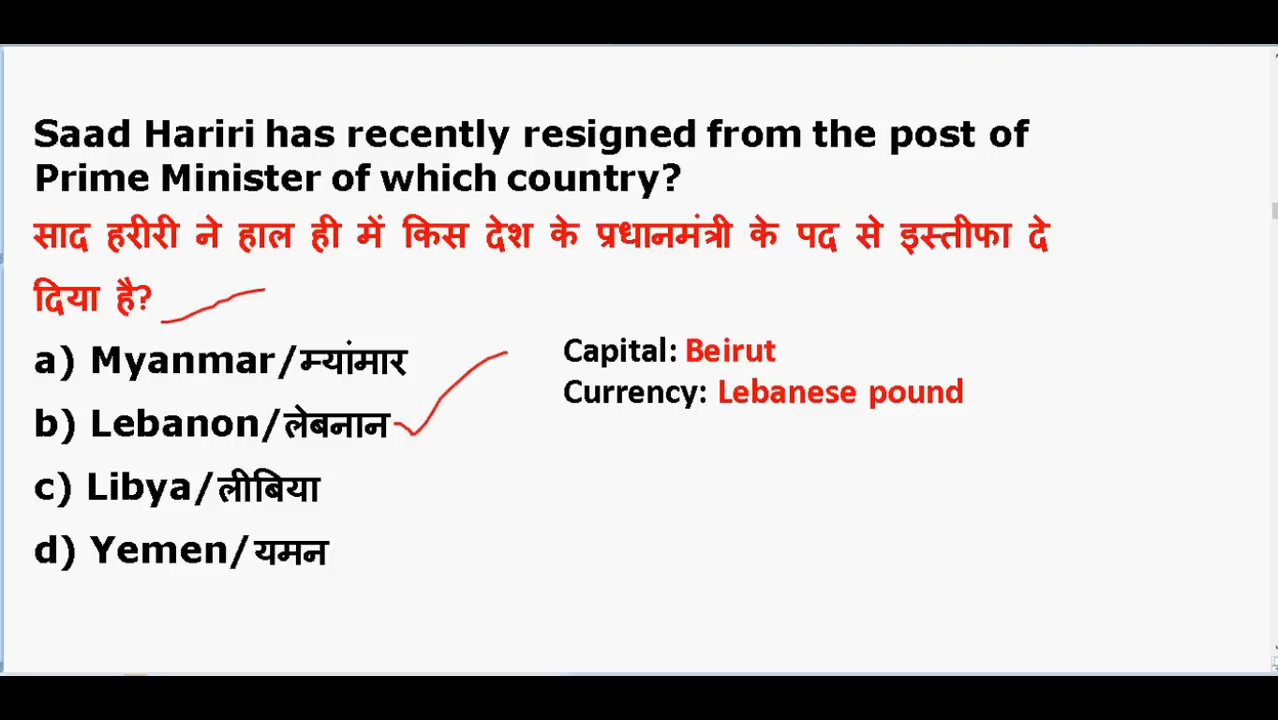 Saad Hariri has recently resigned from the post of
Prime Minister of which country?
साद हरीरी ने हाल ही में किस देश के प्रधानमंत्री के पद से इस्तीफा दे
दिया है?
a) Myanmar/म्यांमार
b) Lebanon/लेबनान
c) Libya/लीबिया
d) Yemen/यमन
Capital: Beirut
Currency: Lebanese pound